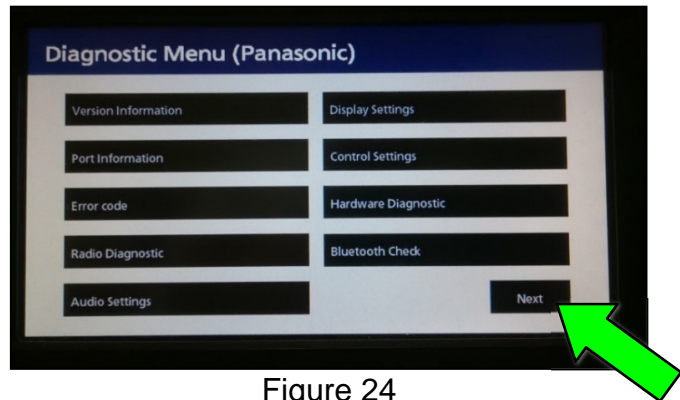 Diagnostic Menu (Panasonic)
Version Information
Display Settings
Port Information
Control Settings
Error code
Hardware Diagnostic
Radio Diagnostic
Bluetooth Check
Audio Settings
Next
Figure 24